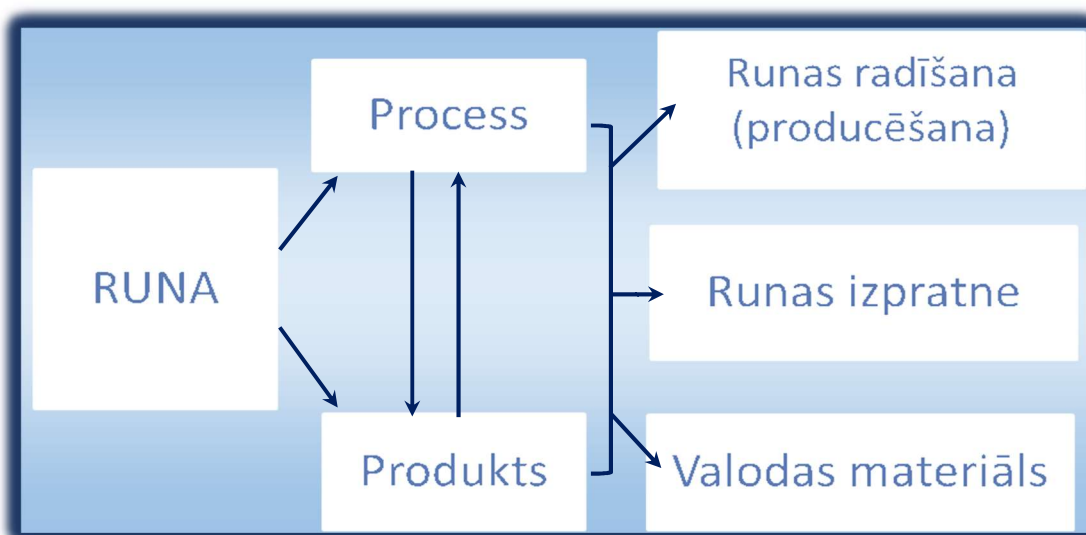 RUNA
Process
Produkts
Runas radīšana
(producēšana)
Runas izpratne
Valodas materiāls